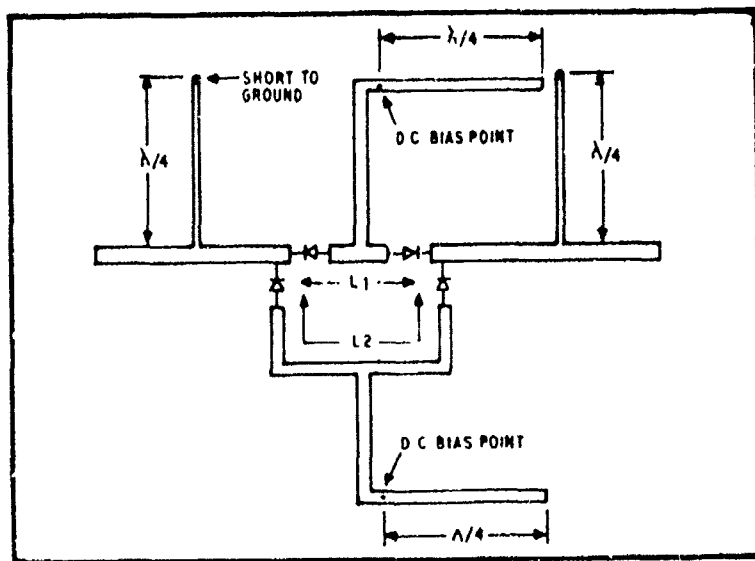 λ/4
SHORT TO
GROUND
D C BIAS POINT
λ/4
λ/4
L1
L2
D C BIAS POINT
Λ/4